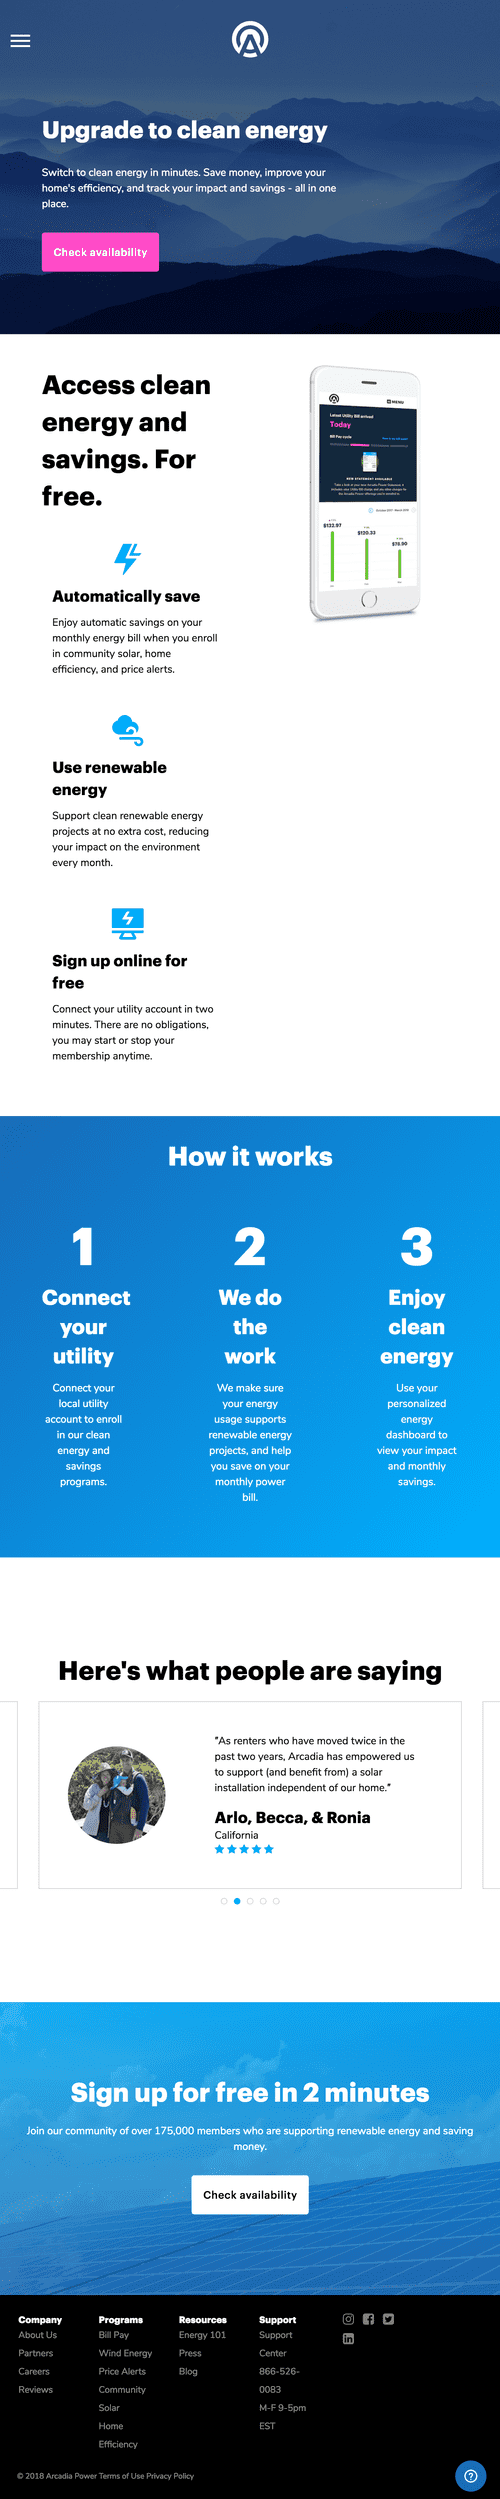 Upgrade to clean energy
Switch to clean energy in minutes. Save money, improve your
home's efficiency, and track your impact and savings - all in one
place.
Check availability
Access clean
energy and
savings. For
free.
MENU
Latest Utility Bill arrived
Today
Bill Pay cycle
NEW STATEMENT AVAILABLE
October 2017 - March 2018
$132.97
$120.33
$78.90
Automatically save
Enjoy automatic savings on your
monthly energy bill when you enroll
in community solar, home
efficiency, and price alerts.
Use renewable
energy
Support clean renewable energy
projects at no extra cost, reducing
your impact on the environment
every month.
Sign up online for
free
Connect your utility account in two
minutes. There are no obligations,
you may start or stop your
membership anytime.
How it works
1
Connect
your
utility
Connect your
local utility
account to enroll
in our clean
energy and
savings
programs.
2
We do
the
work
We make sure
your energy
usage supports
renewable energy
projects, and help
you save on your
monthly power
bill.
3
Enjoy
clean
energy
Use your
personalized
energy
dashboard to
view your impact
and monthly
savings.
Here's what people are saying
"As renters who have moved twice in the
past two years, Arcadia has empowered us
to support (and benefit from) a solar
installation independent of our home."
Arlo, Becca, & Ronia
California
Sign up for free in 2 minutes
Join our community of over 175,000 members who are supporting renewable energy and saving
money.
Check availability
Company
About Us
Partners
Careers
Reviews
Programs
Bill Pay
Wind Energy
Price Alerts
Community
Solar
Home
Efficiency
Resources
Energy 101
Press
Blog
Support
Support
Center
866-526-
0083
M-F 9-5pm
EST
© 2018 Arcadia Power Terms of Use Privacy Policy